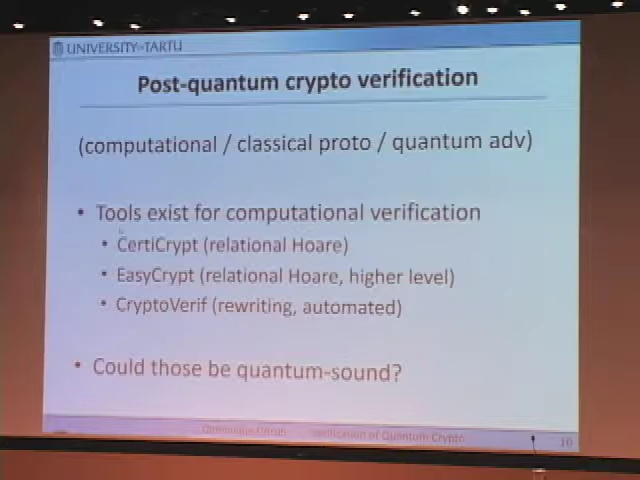 UNIVERSITY OF TARTU
Post-quantum crypto verification
(computational / classical proto / quantum adv)
• Tools exist for computational verification
• CertiCrypt (relational Hoare)
• EasyCrypt (relational Hoare, higher level)
• CryptoVerif (rewriting, automated)
• Could those be quantum-sound?
Verification of Quantum Crypto
10